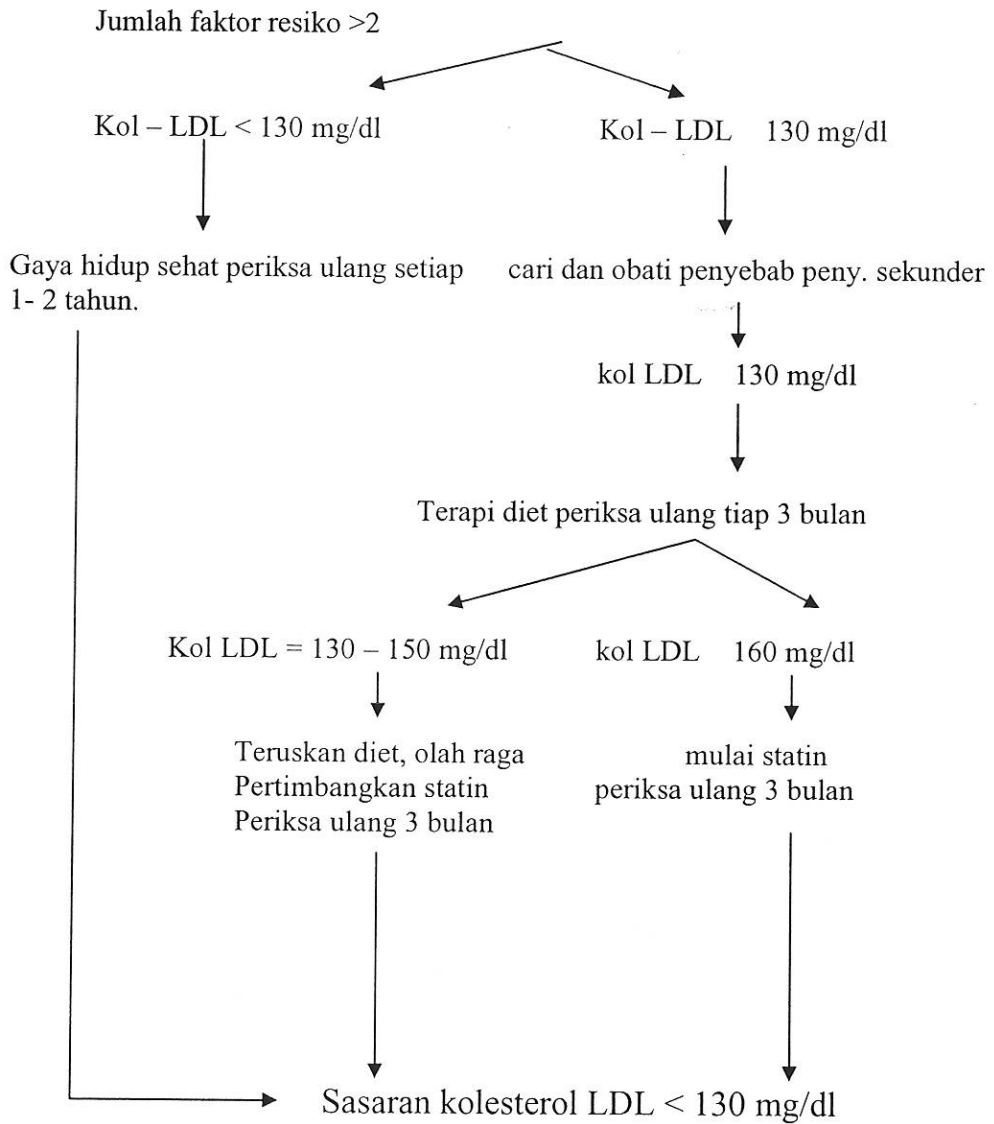 Jumlah faktor resiko >2
Kol – LDL < 130 mg/dl
Kol – LDL 130 mg/dl
Gaya hidup sehat periksa ulang setiap
1- 2 tahun.
cari dan obati penyebab peny. sekunder
kol LDL 130 mg/dl
Terapi diet periksa ulang tiap 3 bulan
Kol LDL = 130 – 150 mg/dl
kol LDL 160 mg/dl
Teruskan diet, olah raga
Pertimbangkan statin
Periksa ulang 3 bulan
mulai statin
periksa ulang 3 bulan
Sasaran kolesterol LDL < 130 mg/dl